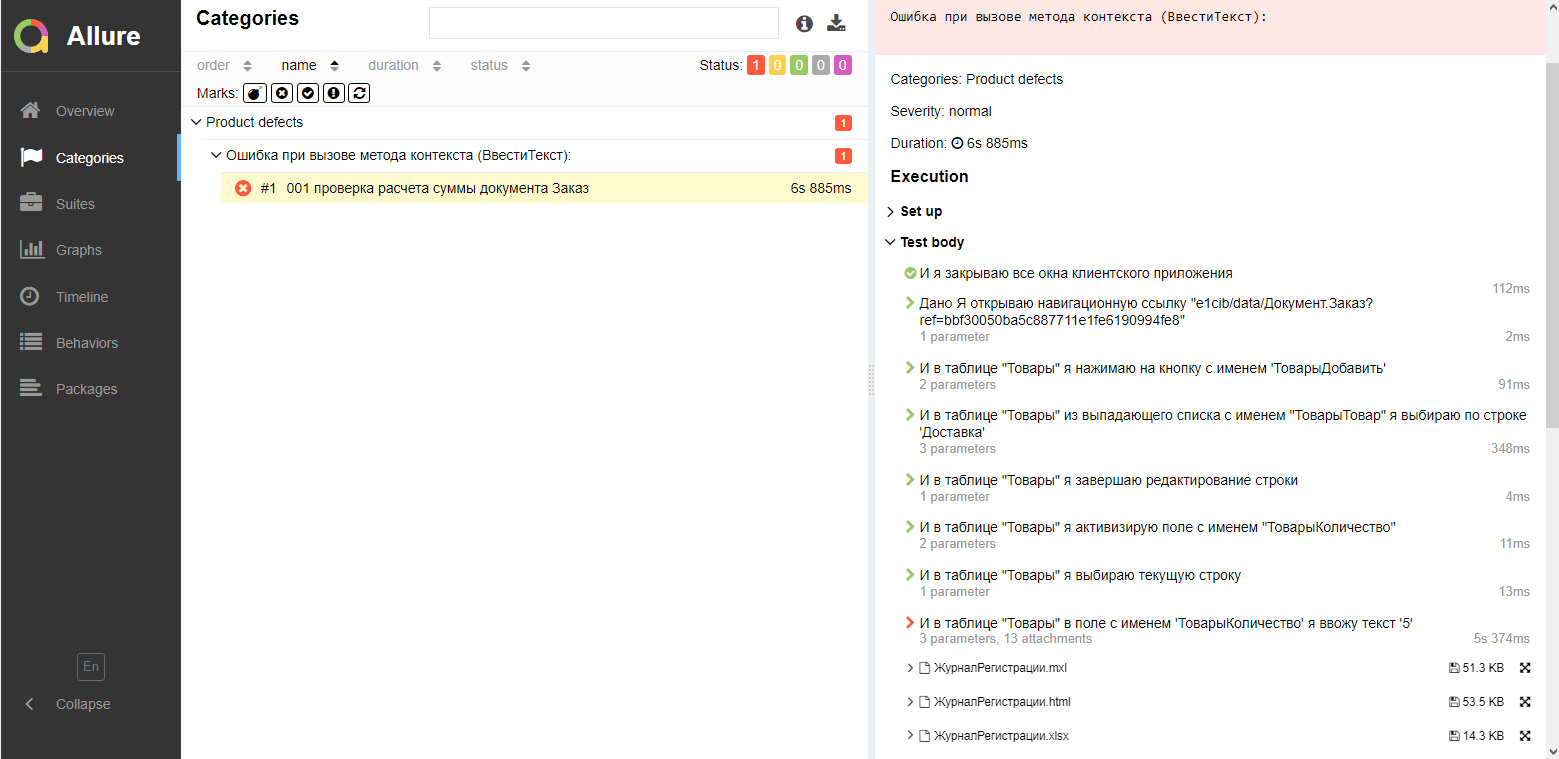 Allure
Overview
Categories
Suites
Graphs
Timeline
Behaviors
Packages
En
Collapse
Categories
order name duration status Status: 1 0 0 0 0
Marks:
Product defects 1
Ошибка при вызове метода контекста (ВвестиТекст): 1
#1 001 проверка расчета суммы документа Заказ 6s 885ms
Ошибка при вызове метода контекста (ВвестиТекст):
Categories: Product defects
Severity: normal
Duration: 6s 885ms
Execution
Set up
Test body
И я закрываю все окна клиентского приложения
112ms
Дано Я открываю навигационную ссылку "e1cib/data/Документ.Заказ?
ref=bbf30050ba5c887711e1fe6190994fe8"
1 parameter 2ms
И в таблице "Товары" я нажимаю на кнопку с именем 'ТоварыДобавить'
2 parameters 91ms
И в таблице "Товары" из выпадающего списка с именем "ТоварыТовар" я выбираю по строке
'Доставка'
3 parameters 348ms
И в таблице "Товары" я завершаю редактирование строки
1 parameter 4ms
И в таблице "Товары" я активизирую поле с именем "ТоварыКоличество"
2 parameters 11ms
И в таблице "Товары" я выбираю текущую строку
1 parameter 13ms
И в таблице "Товары" в поле с именем 'ТоварыКоличество' я ввожу текст '5'
3 parameters, 13 attachments 5s 374ms
ЖурналРегистрации.mxl 51.3 KB
ЖурналРегистрации.html 53.5 KB
ЖурналРегистрации.xlsx 14.3 KB